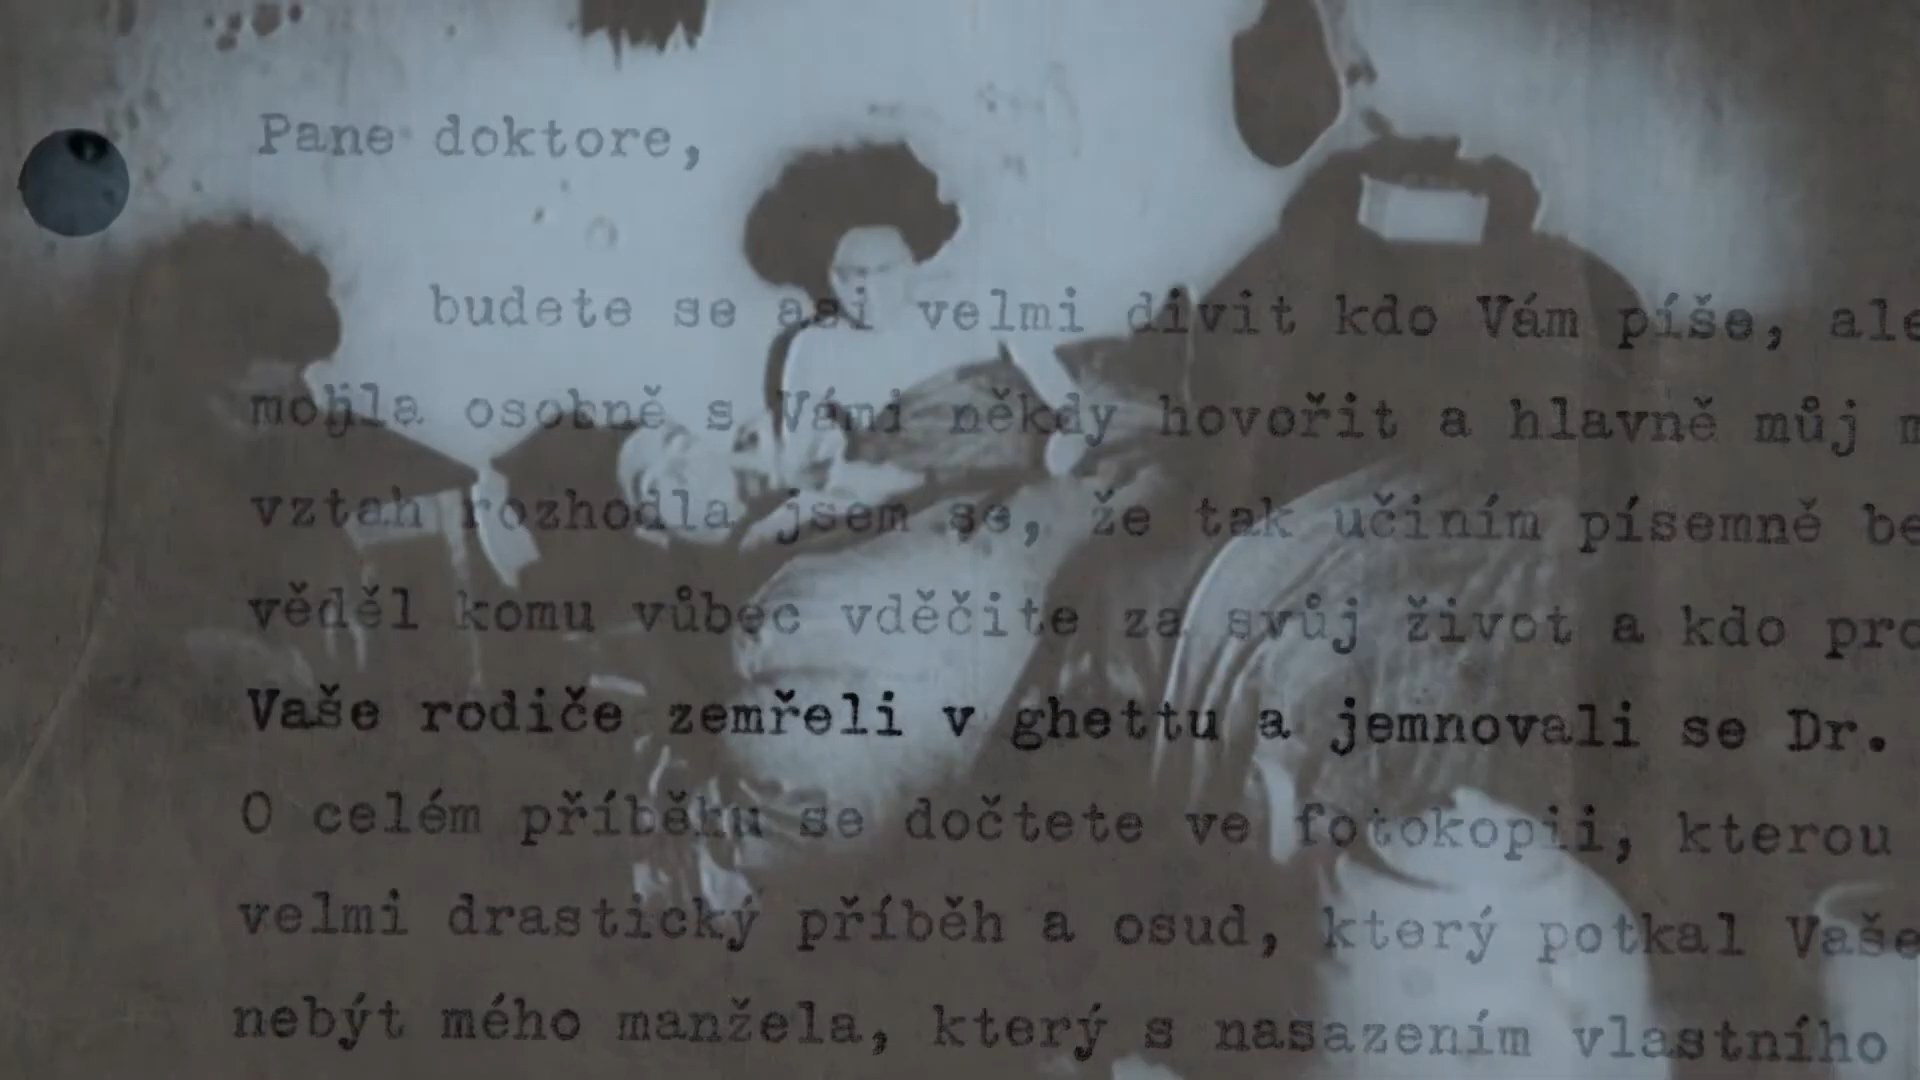 Pane doktore,
budete se asi velmi divit kdo Vám píše, ale
mohla osobně s Vámi někdy hovořit a hlavně můj
vztah rozhodla jsem se, že tak učiním písemně
věděl komu vůbec vděčíte za svůj život a kdo
Vaše rodiče zemřeli v ghettu a jemnovali se Dr.
O celém příběhu se dočtete ve fotokopii, kterou
velmi drastický příběh a osud, který potkal Vaše
nebýt mého manžela, který s nasazením vlastního